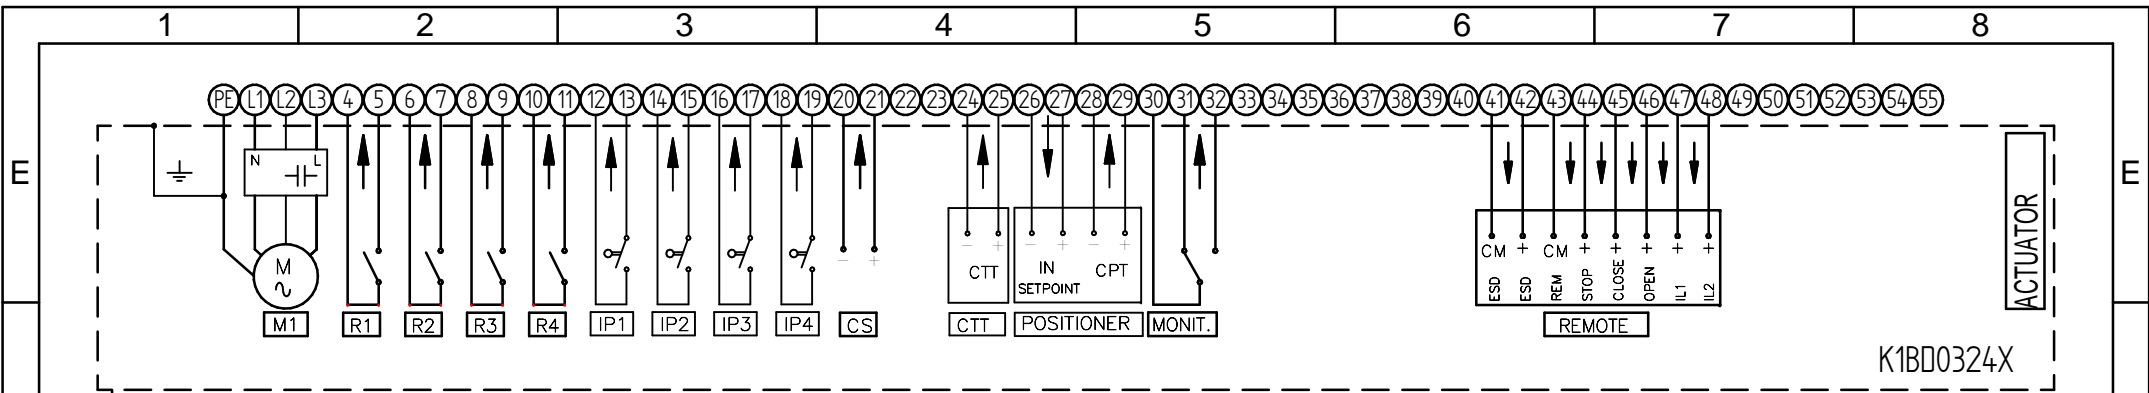 1 2 3 4 5 6 7 8
PE L1 L2 L3 4 5 6 7 8 9 10 11 12 13 14 15 16 17 18 19 20 21 22 23 24 25 26 27 28 29 30 31 32 33 34 35 36 37 38 39 40 41 42 43 44 45 46 47 48 49 50 51 52 53 54 55
E E
N L
M
- +
- + - + - +
CTT IN CPT
SETPOINT
CM + CM + + + + +
ESD ESD REM STOP CLOSE OPEN IL1 IL2
M1 R1 R2 R3 R4 IP1 IP2 IP3 IP4 CS CTT POSITIONER MONIT. REMOTE
ACTUATOR
K1BD0324X